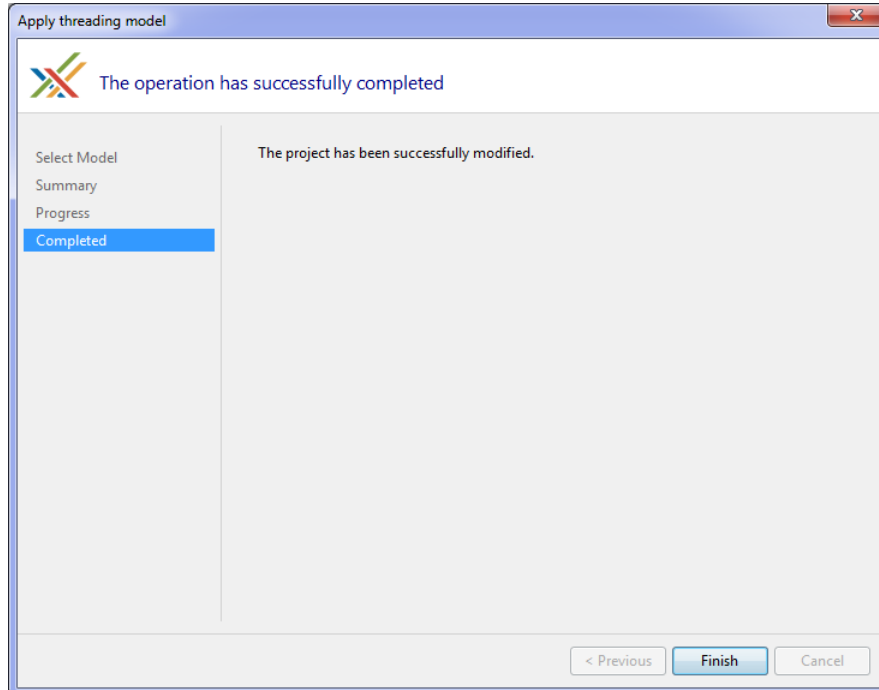 Apply threading model
The operation has successfully completed
Select Model
Summary
Progress
Completed
The project has been successfully modified.
< Previous
Finish
Cancel